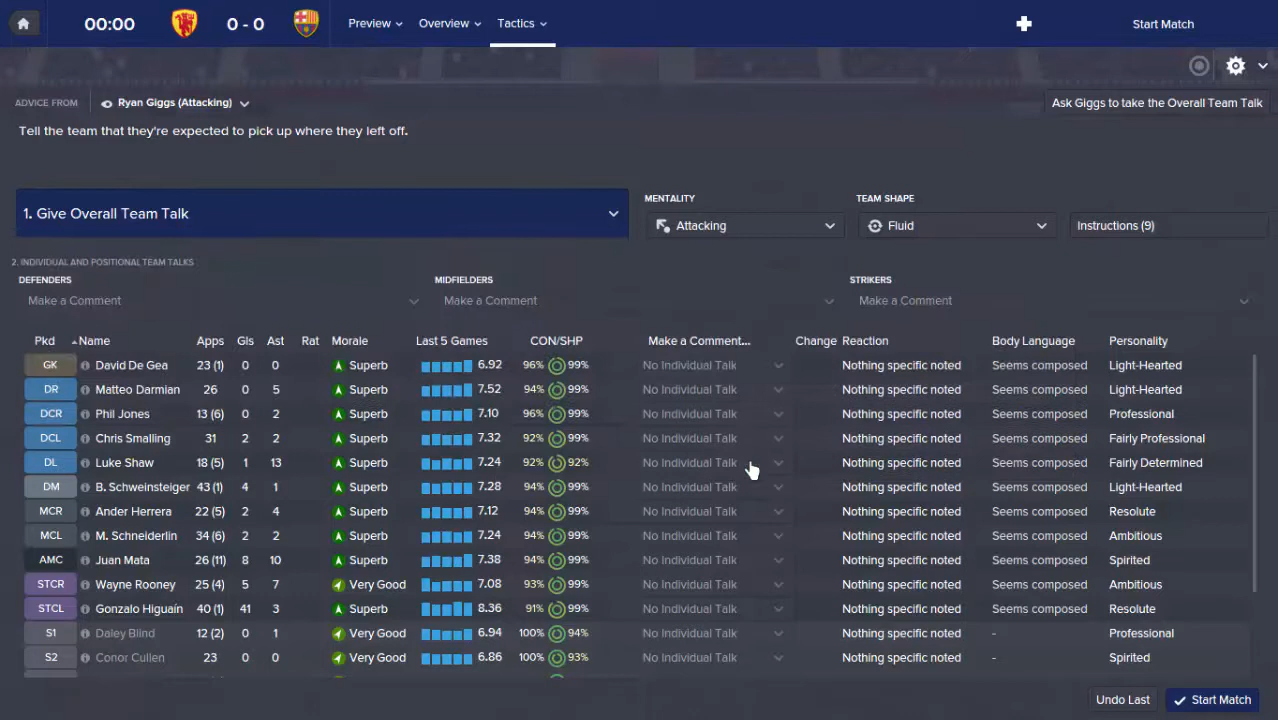 00:00 0 - 0 Preview Overview Tactics Start Match
ADVICE FROM Ryan Giggs (Attacking) Ask Giggs to take the Overall Team Talk
Tell the team that they're expected to pick up where they left off.
MENTALITY TEAM SHAPE
1. Give Overall Team Talk Attacking Fluid Instructions (9)
2. INDIVIDUAL AND POSITIONAL TEAM TALKS
DEFENDERS MIDFIELDERS STRIKERS
Make a Comment Make a Comment Make a Comment
Pkd Name Apps Gls Ast Rat Morale Last 5 Games CON/SHP Make a Comment... Change Reaction Body Language Personality
GK David De Gea 23 (1) 0 0 Superb 6.92 96% 99% No Individual Talk Nothing specific noted Seems composed Light-Hearted
DR Matteo Darmian 26 0 5 Superb 7.52 94% 99% No Individual Talk Nothing specific noted Seems composed Light-Hearted
DCR Phil Jones 13 (6) 0 2 Superb 7.10 96% 99% No Individual Talk Nothing specific noted Seems composed Professional
DCL Chris Smalling 31 2 2 Superb 7.32 92% 99% No Individual Talk Nothing specific noted Seems composed Fairly Professional
DL Luke Shaw 18 (5) 1 13 Superb 7.24 92% 92% No Individual Talk Nothing specific noted Seems composed Fairly Determined
DM B. Schweinsteiger 43 (1) 4 1 Superb 7.28 94% 99% No Individual Talk Nothing specific noted Seems composed Light-Hearted
MCR Ander Herrera 22 (5) 2 4 Superb 7.12 94% 99% No Individual Talk Nothing specific noted Seems composed Resolute
MCL M. Schneiderlin 34 (6) 2 2 Superb 7.24 94% 99% No Individual Talk Nothing specific noted Seems composed Ambitious
AMC Juan Mata 26 (11) 8 10 Superb 7.38 94% 99% No Individual Talk Nothing specific noted Seems composed Spirited
STCR Wayne Rooney 25 (4) 5 7 Very Good 7.08 93% 99% No Individual Talk Nothing specific noted Seems composed Ambitious
STCL Gonzalo Higuaín 40 (1) 41 3 Superb 8.36 91% 99% No Individual Talk Nothing specific noted Seems composed Resolute
S1 Daley Blind 12 (2) 0 1 Very Good 6.94 100% 94% No Individual Talk Nothing specific noted - Professional
S2 Conor Cullen 23 0 0 Very Good 6.86 100% 93% No Individual Talk Nothing specific noted - Spirited
Undo Last Start Match